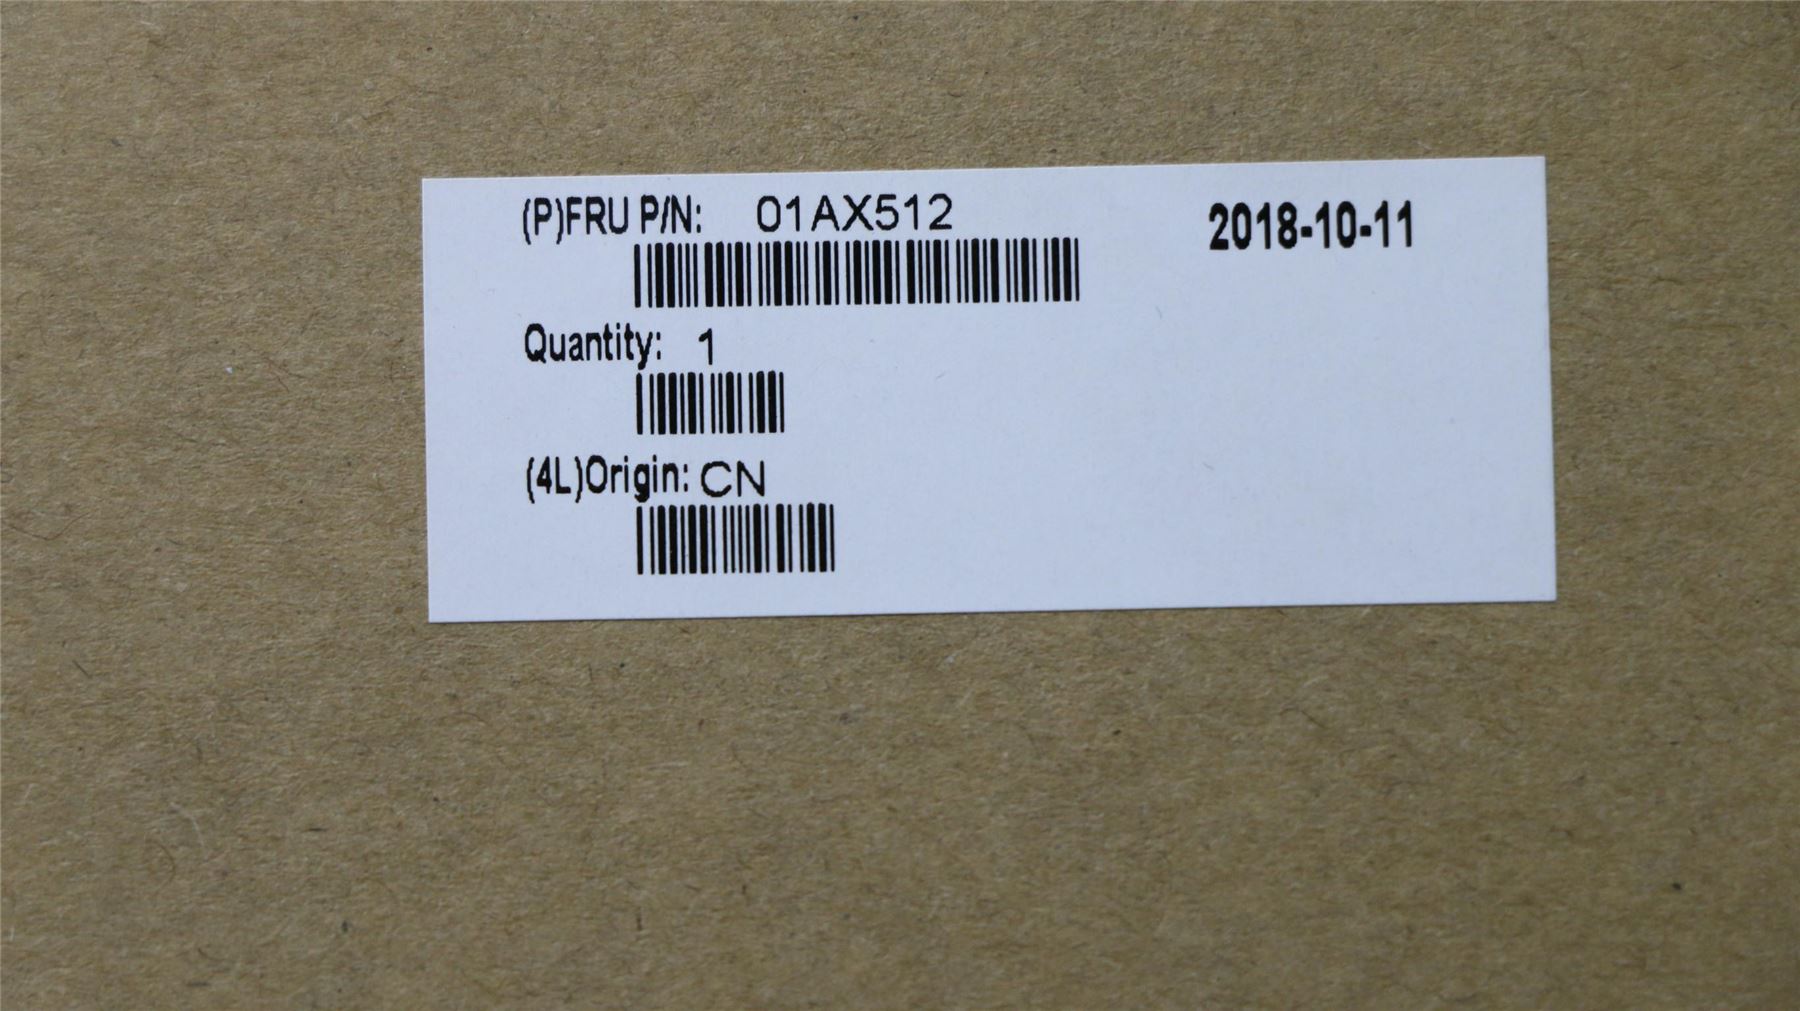 (P)FRU P/N: 01AX512 2018-10-11
Quantity: 1
(4L)Origin: CN